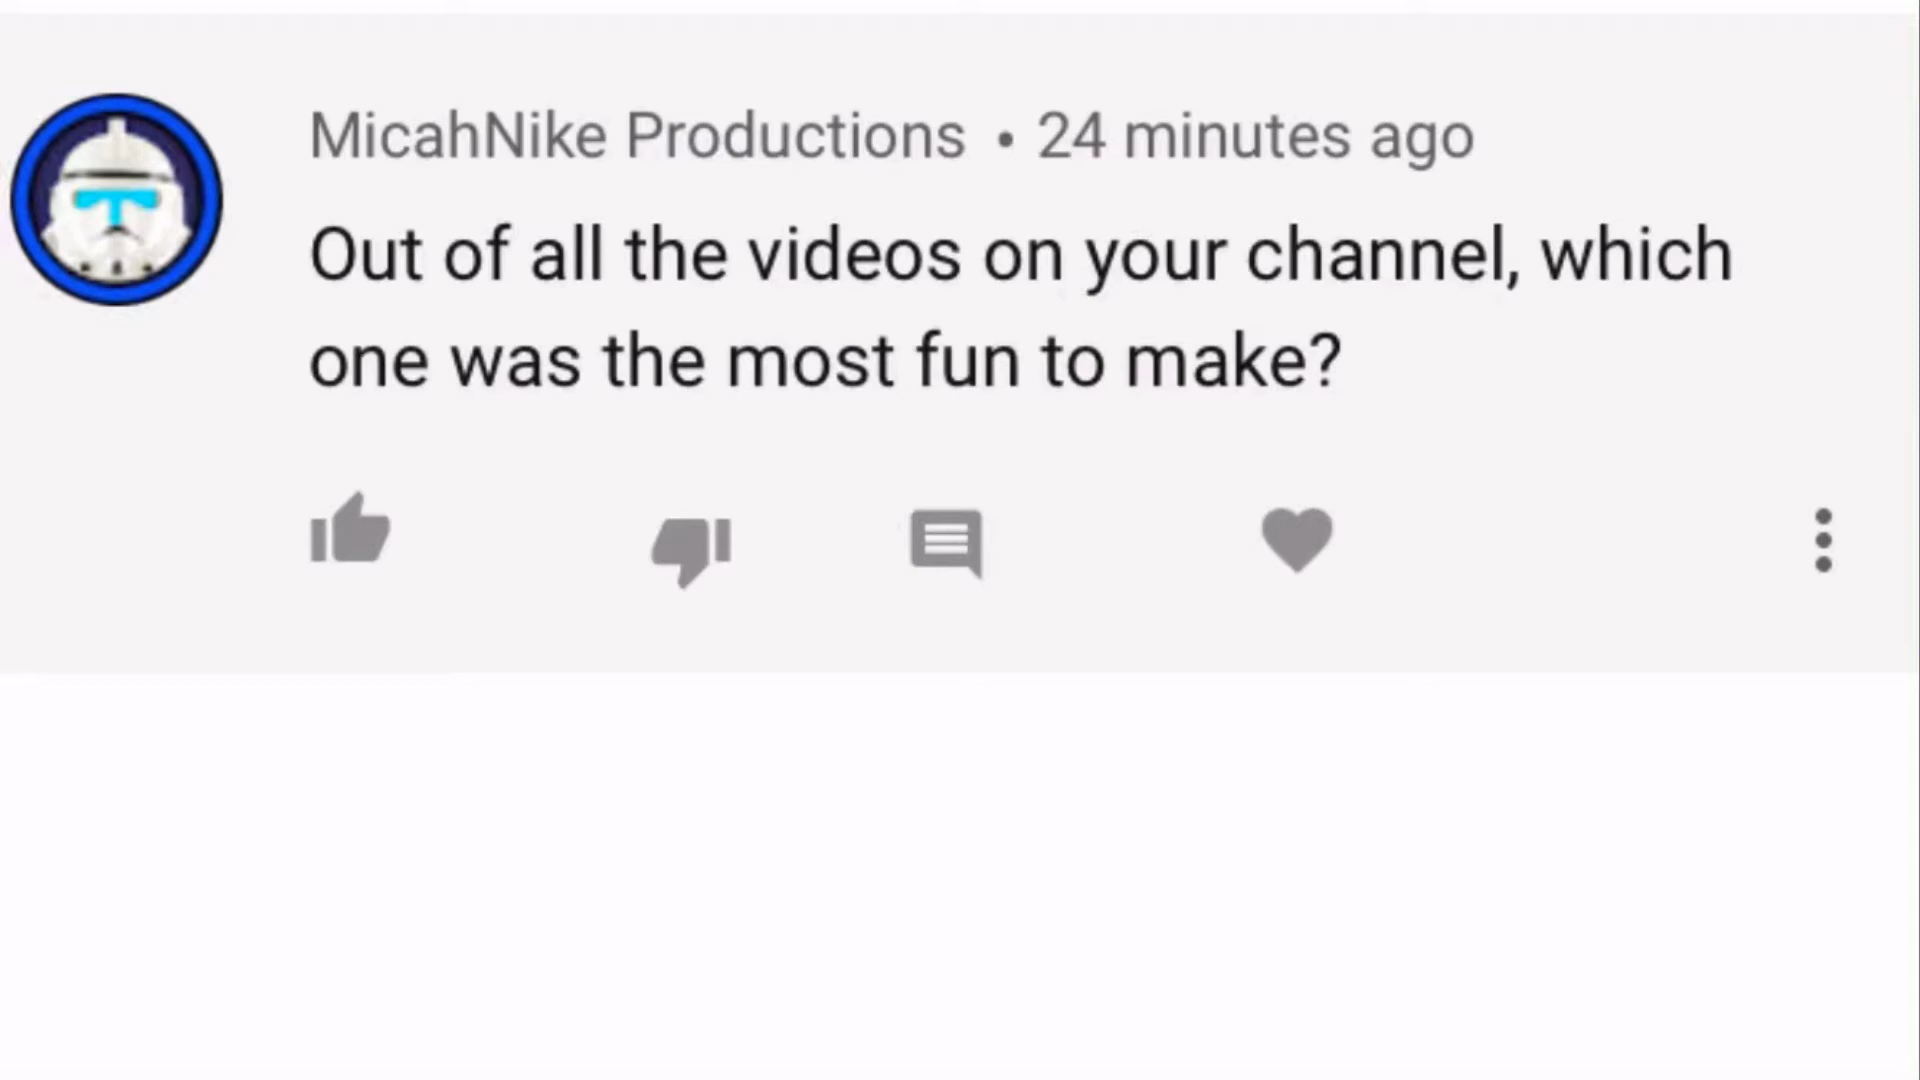 MicahNike Productions • 24 minutes ago
Out of all the videos on your channel, which
one was the most fun to make?